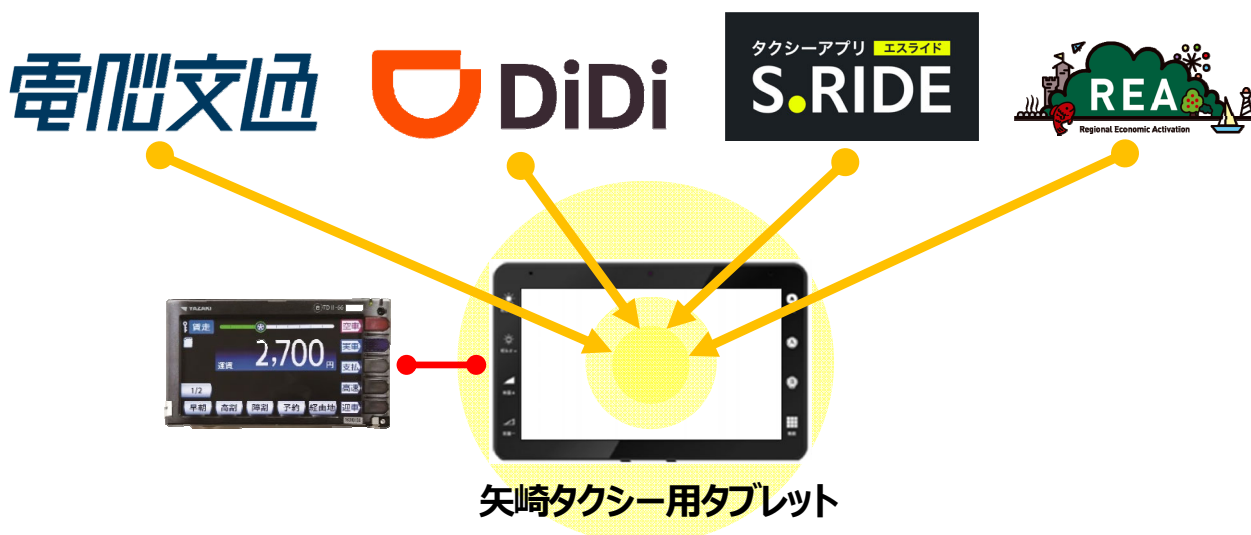 電脳交通
DiDi
タクシーアプリ エスライド
S.RIDE
REA
Regional Economic Activation
YAZAKI
賃走
空車
実車
2,700
運賃
円
支払
高速
1/2
早朝
高割
障割
予約
経由地
迎車
矢崎タクシー用タブレット